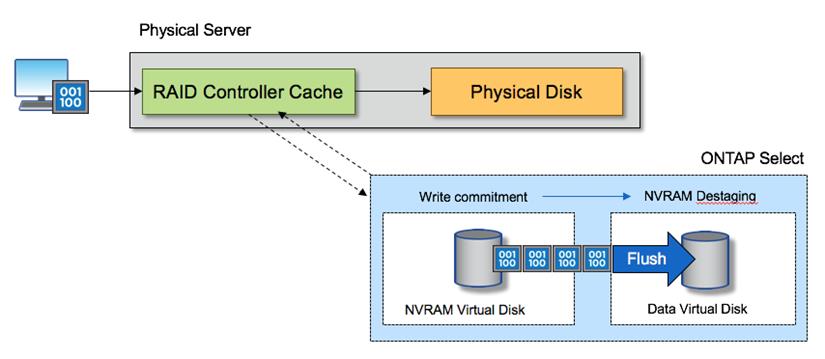 Physical Server
001
100
RAID Controller Cache
Physical Disk
ONTAP Select
Write commitment
NVRAM Destaging
001
100
001
100
001
100
001
100
Flush
NVRAM Virtual Disk
Data Virtual Disk